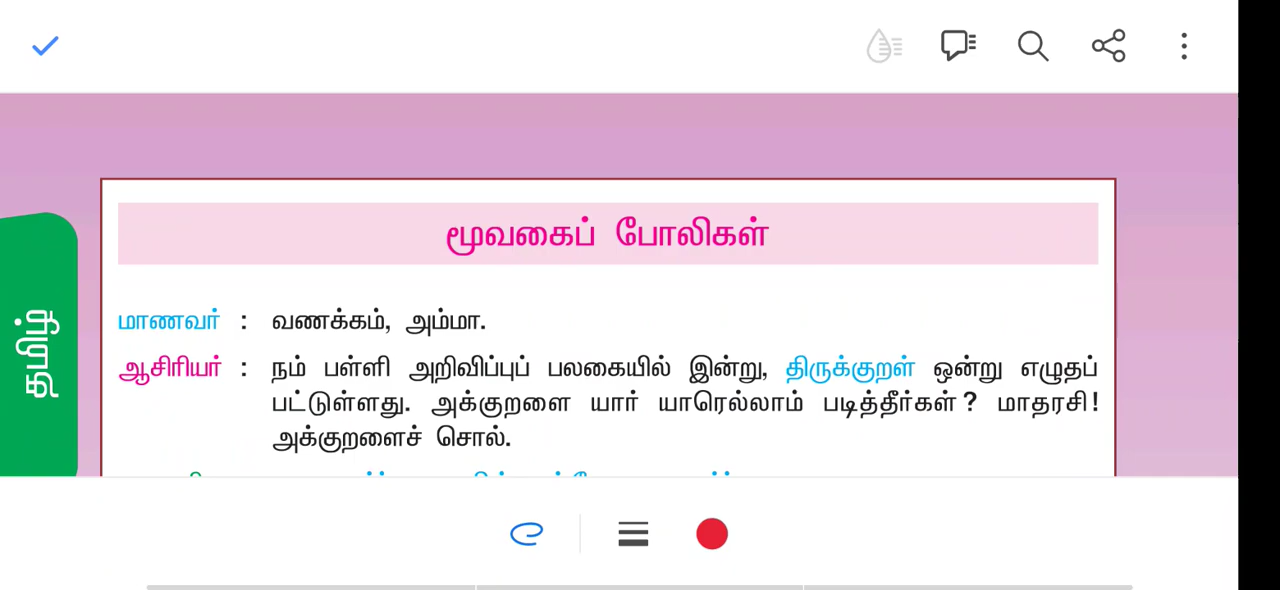 மூவகைப் போலிகள்
தமிழ்
மாணவர் : வணக்கம், அம்மா.
ஆசிரியர் : நம் பள்ளி அறிவிப்புப் பலகையில் இன்று, திருக்குறள் ஒன்று எழுதப்
பட்டுள்ளது. அக்குறளை யார் யாரெல்லாம் படித்தீர்கள் ? மாதரசி !
அக்குறளைச் சொல்.